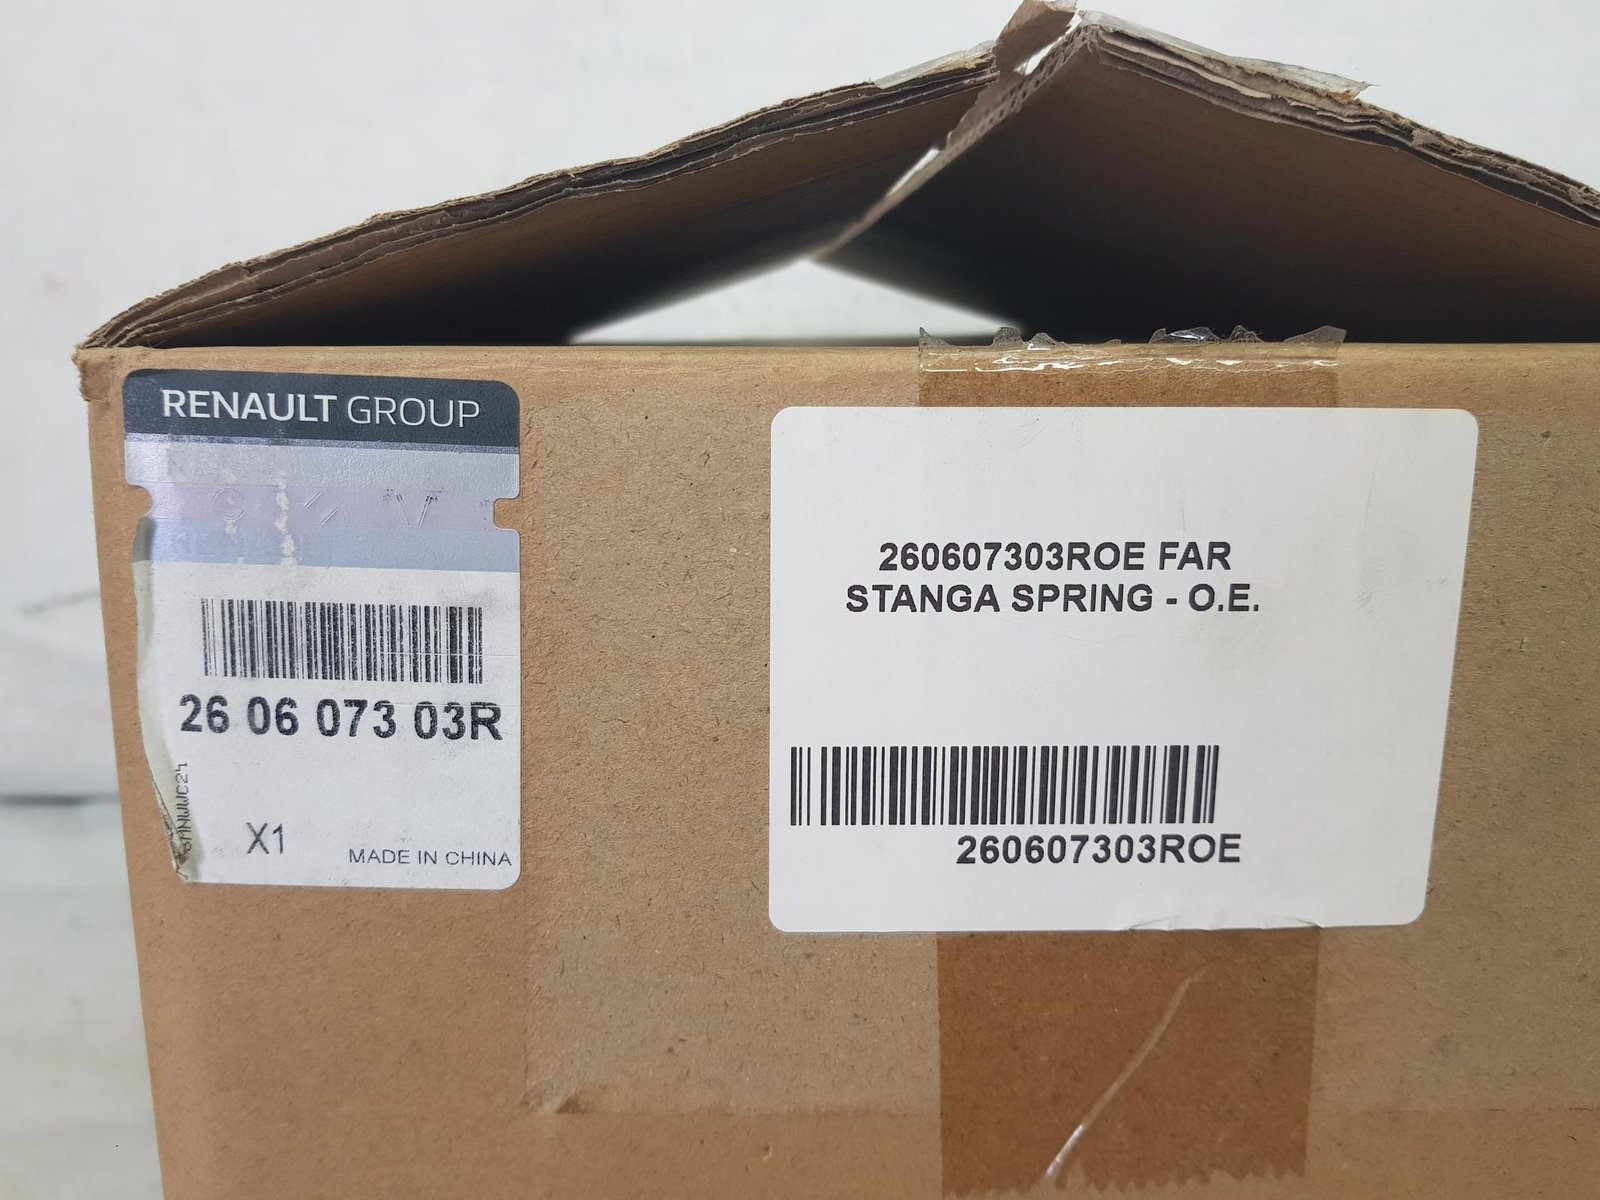 RENAULT GROUP
26 06 073 03R
X1
MADE IN CHINA
260607303ROE FAR
STANGA SPRING - O.E.
260607303ROE